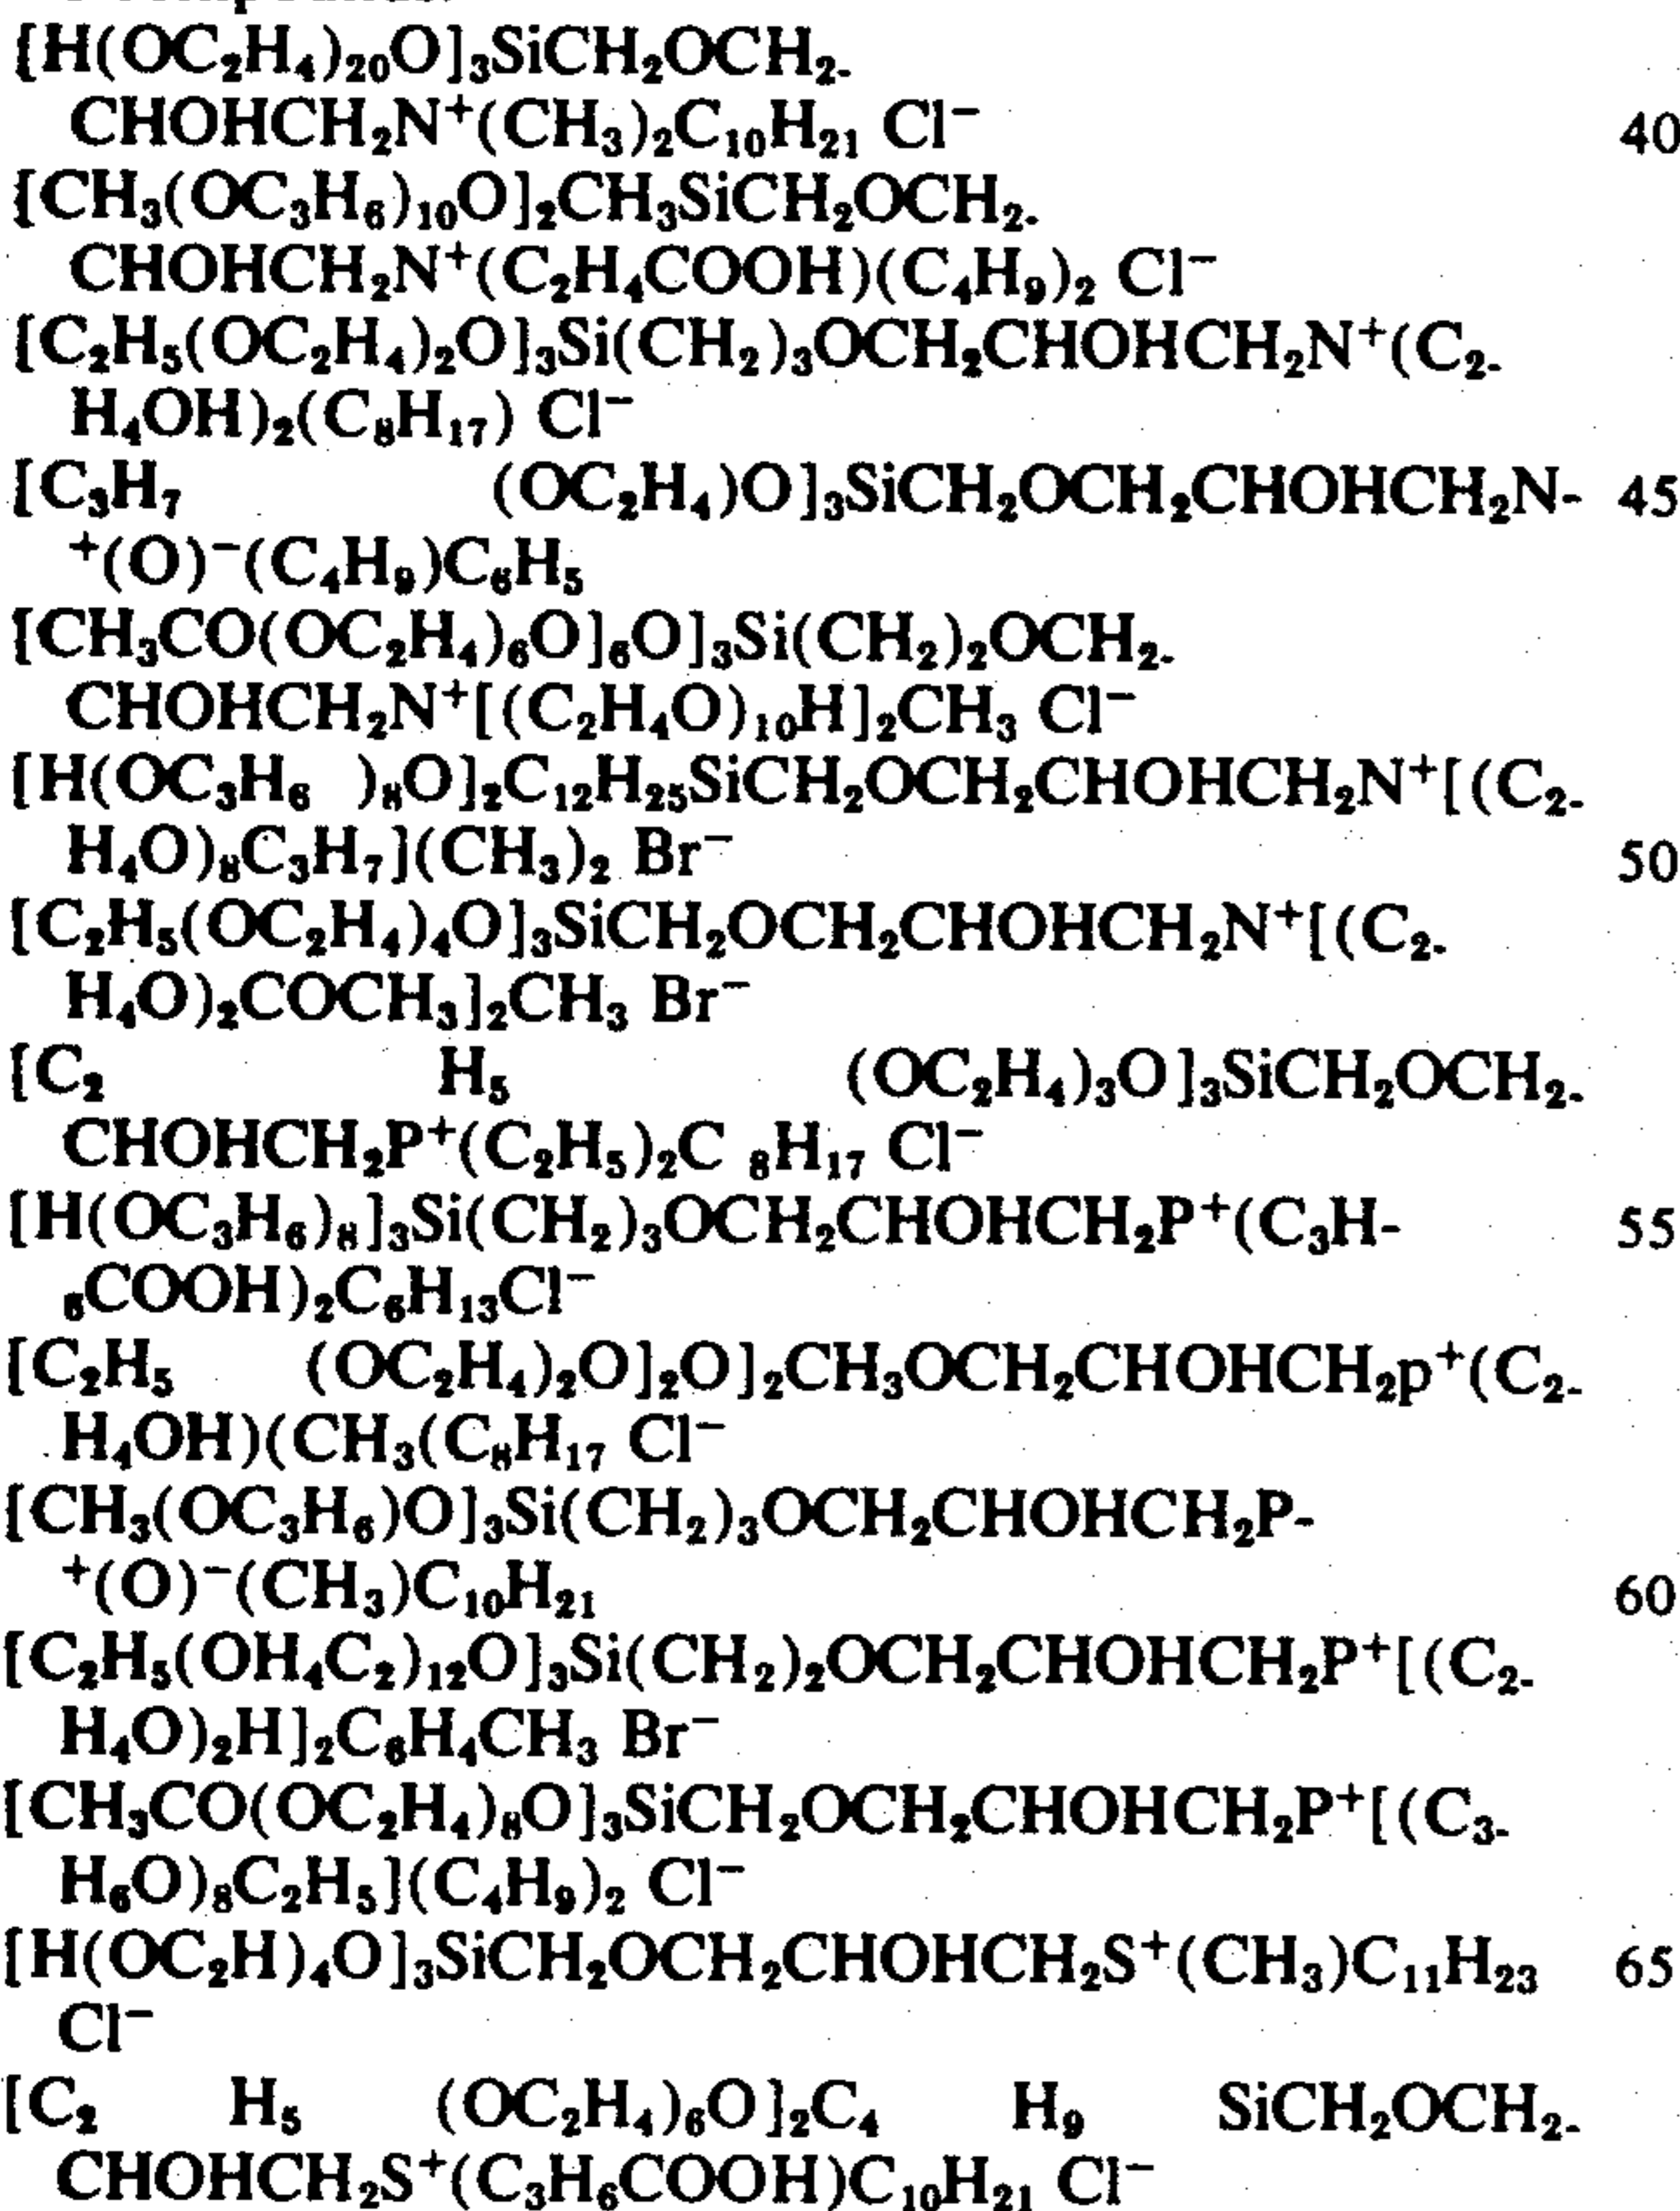 [H(OC₂H₄)₂₀O]₃SiCH₂OCH₂-
CHOHCH₂N⁺(CH₃)₂C₁₀H₂₁ Cl⁻ 40
[CH₃(OC₃H₆)₁₀O]₂CH₃SiCH₂OCH₂-
CHOHCH₂N⁺(C₂H₄COOH)(C₄H₉)₂ Cl⁻
[C₂H₅(OC₂H₄)₂O]₃Si(CH₂)₃OCH₂CHOHCH₂N⁺(C₂-
H₄OH)₂(C₈H₁₇) Cl⁻
[C₃H₇ (OC₂H₄)O]₃SiCH₂OCH₂CHOHCH₂N- 45
⁺(O)⁻(C₄H₉)C₆H₅
[CH₃CO(OC₂H₄)₆O]₆O]₃Si(CH₂)₂OCH₂-
CHOHCH₂N⁺[(C₂H₄O)₁₀H]₂CH₃ Cl⁻
[H(OC₃H₆ )₈O]₂C₁₂H₂₅SiCH₂OCH₂CHOHCH₂N⁺[(C₂-
H₄O)₈C₃H₇](CH₃)₂ Br⁻ 50
[C₂H₅(OC₂H₄)₄O]₃SiCH₂OCH₂CHOHCH₂N⁺[(C₂-
H₄O)₂COCH₃]₂CH₃ Br⁻
[C₂ H₅ (OC₂H₄)₃O]₃SiCH₂OCH₂-
CHOHCH₂P⁺(C₂H₅)₂C ₈H₁₇ Cl⁻
[H(OC₃H₆)₈]₃Si(CH₂)₃OCH₂CHOHCH₂P⁺(C₃H- 55
₆COOH)₂C₆H₁₃Cl⁻
[C₂H₅ (OC₂H₄)₂O]₂O]₂CH₃OCH₂CHOHCH₂p⁺(C₂-
H₄OH)(CH₃(C₈H₁₇ Cl⁻
[CH₃(OC₃H₆)O]₃Si(CH₂)₃OCH₂CHOHCH₂P-
⁺(O)⁻(CH₃)C₁₀H₂₁ 60
[C₂H₅(OH₄C₂)₁₂O]₃Si(CH₂)₂OCH₂CHOHCH₂P⁺[(C₂-
H₄O)₂H]₂C₆H₄CH₃ Br⁻
[CH₃CO(OC₂H₄)₈O]₃SiCH₂OCH₂CHOHCH₂P⁺[(C₃-
H₆O)₈C₂H₅](C₄H₉)₂ Cl⁻
[H(OC₂H)₄O]₃SiCH₂OCH₂CHOHCH₂S⁺(CH₃)C₁₁H₂₃ 65
Cl⁻
[C₂ H₅ (OC₂H₄)₆O]₂C₄ H₉ SiCH₂OCH₂-
CHOHCH₂S⁺(C₃H₆COOH)C₁₀H₂₁ Cl⁻